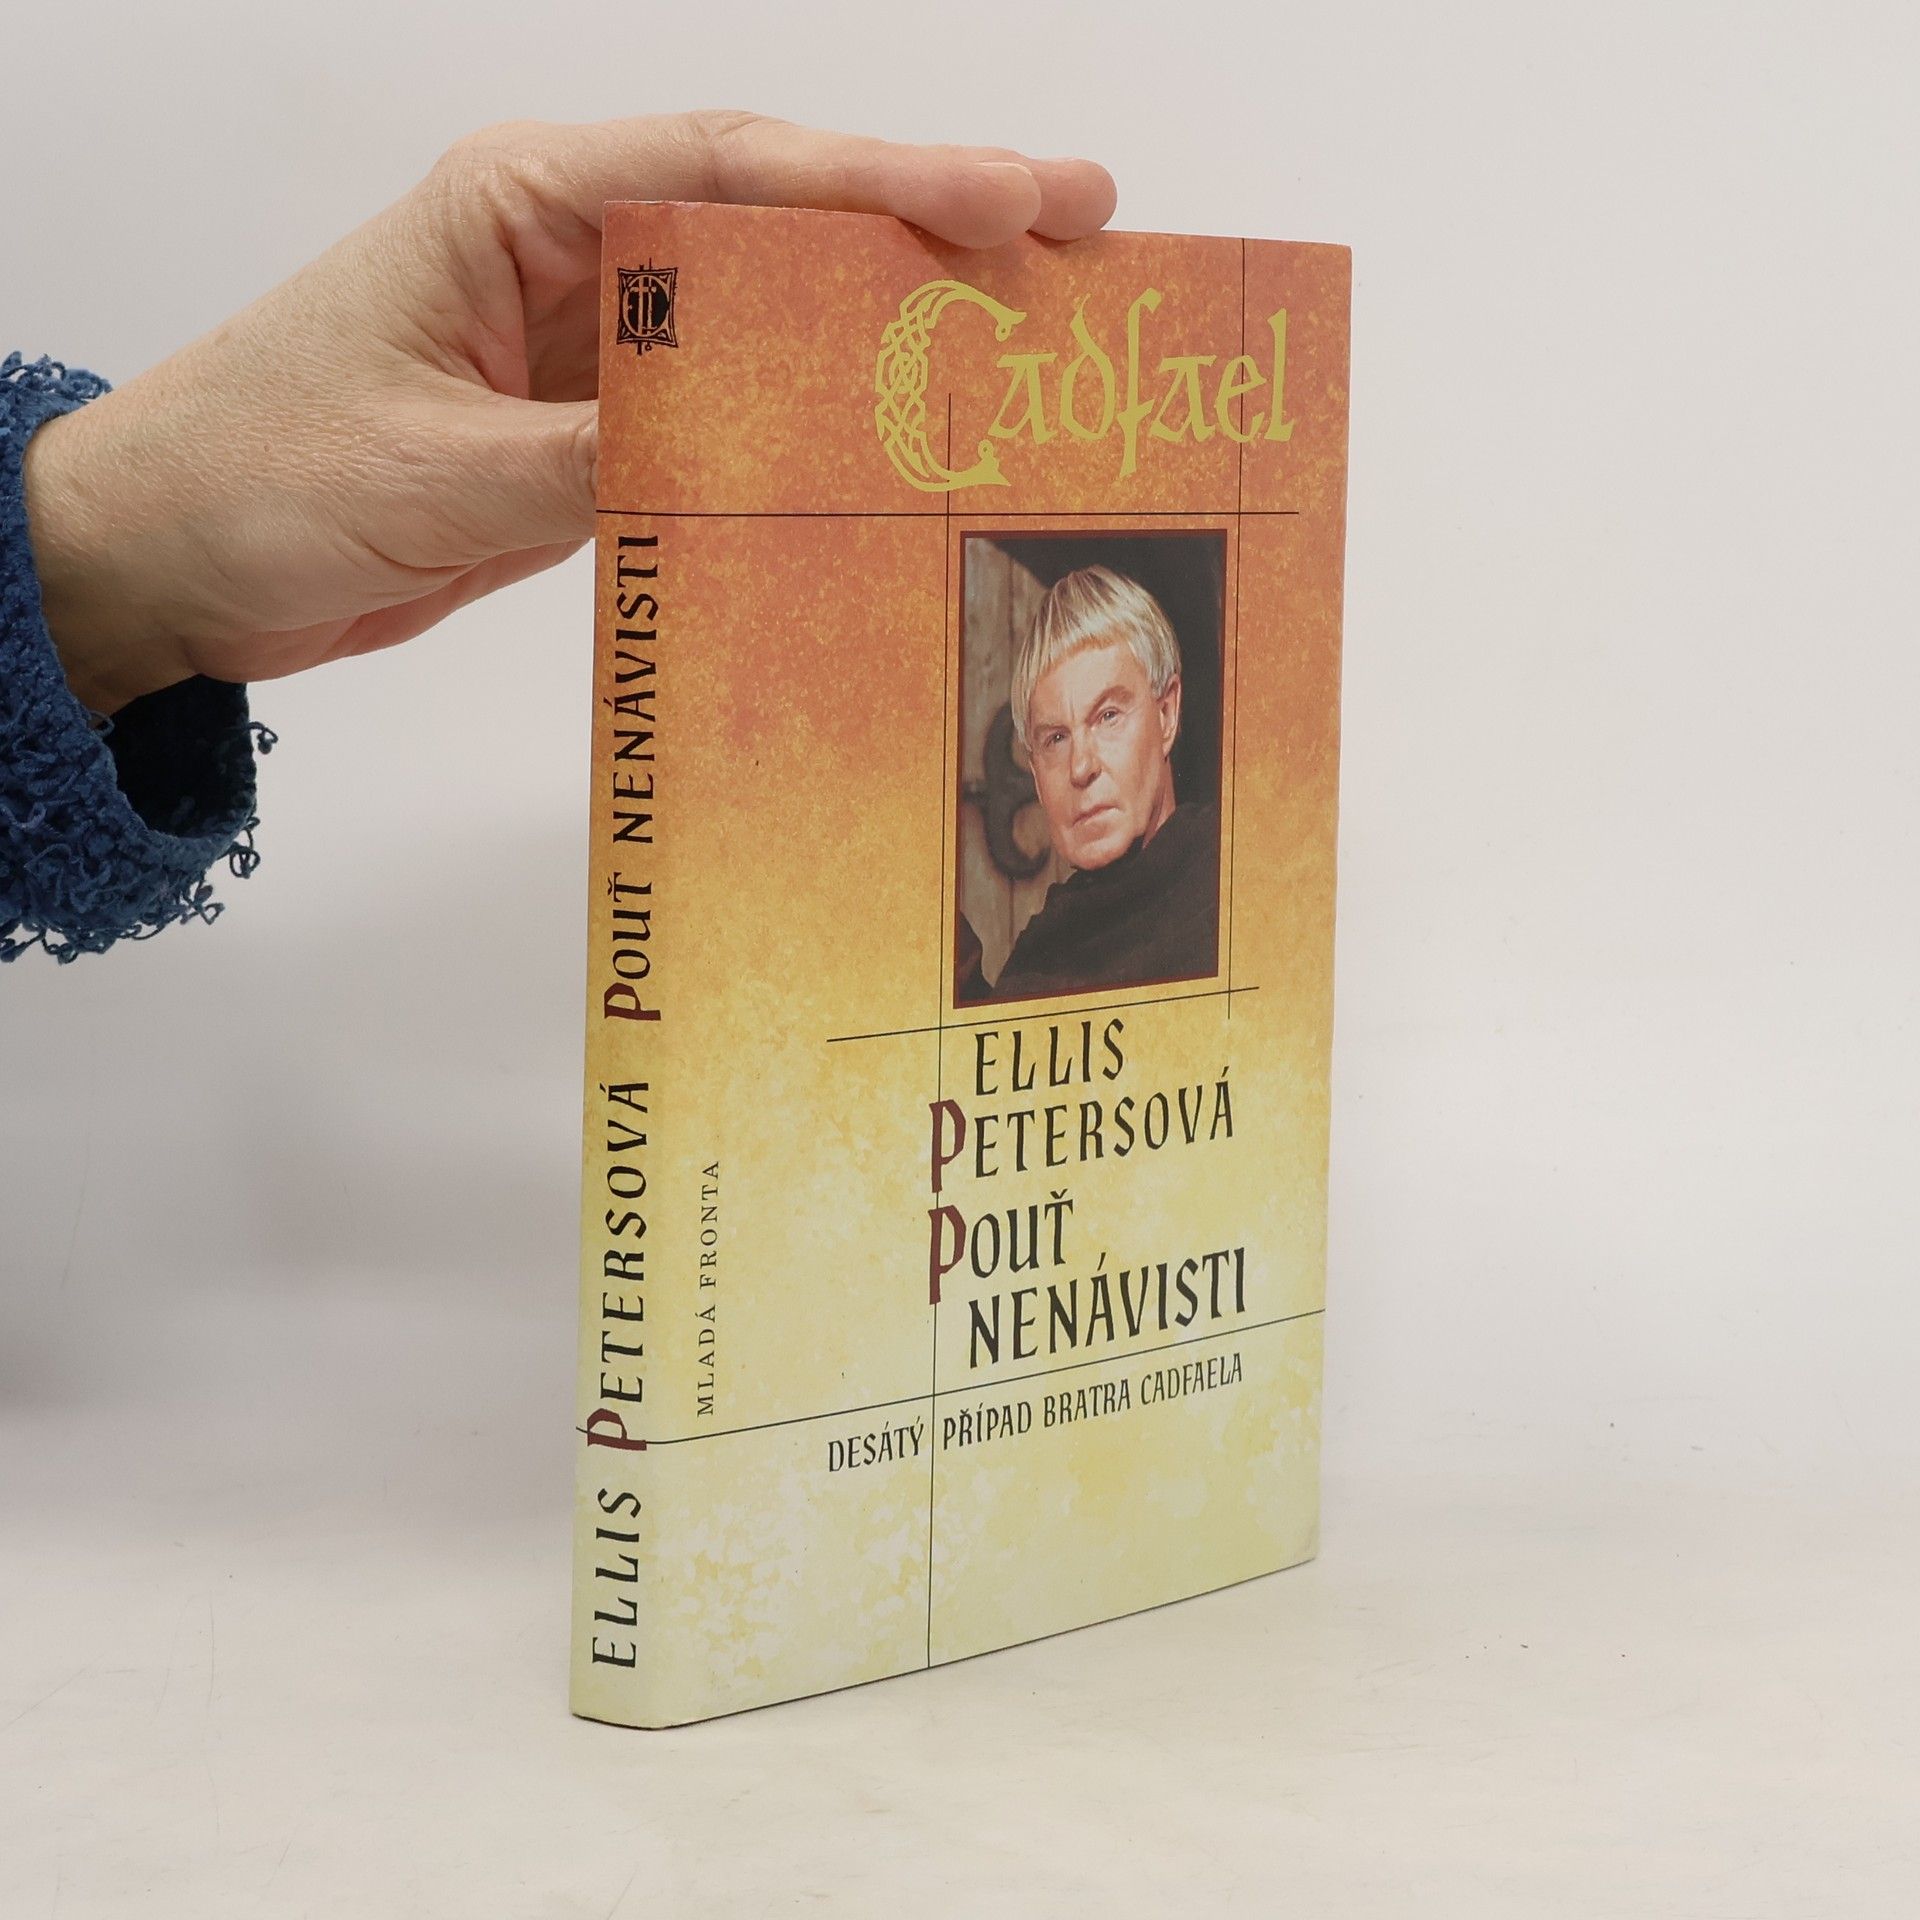 Cadfael
ELLIS
PETERSOVÁ
POUŤ
NENÁVISTI
DESÁTÝ PŘÍPAD BRATRA CADFAELA
MLADÁ FRONTA
ELLIS PETERSOVÁ POUŤ NENÁVISTI